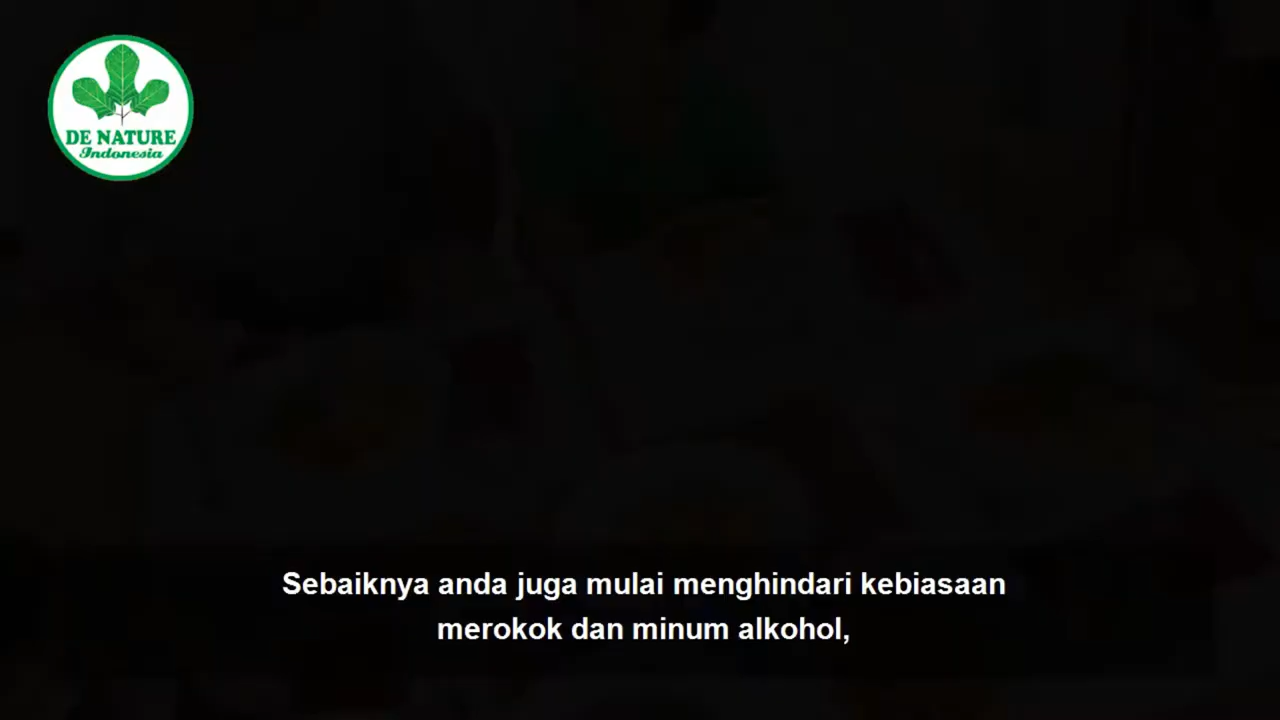 DE NATURE
Indonesia
Sebaiknya anda juga mulai menghindari kebiasaan
merokok dan minum alkohol,